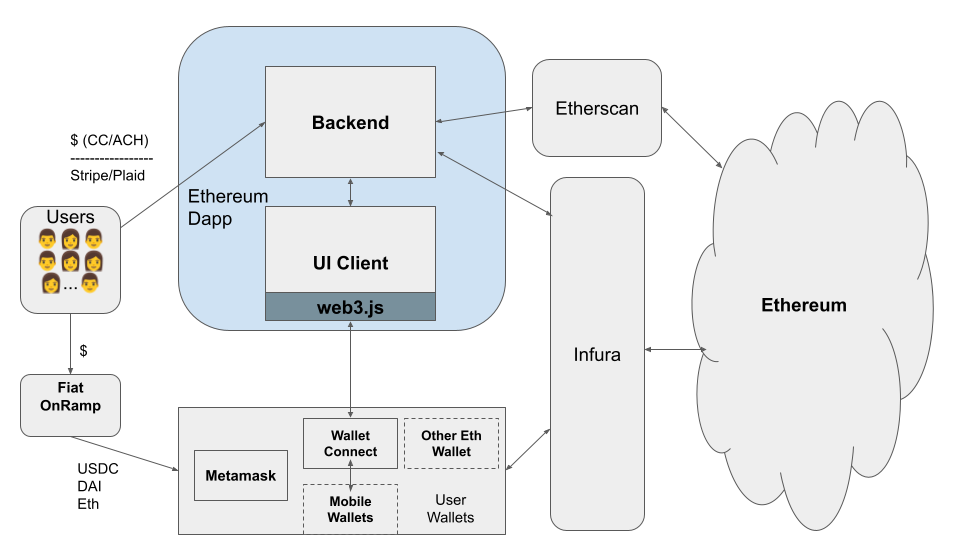 Backend
Etherscan
$ (CC/ACH)
----------------
Stripe/Plaid
Ethereum
Dapp
Users
...
UI Client
web3.js
Ethereum
Infura
$
Fiat
OnRamp
USDC
DAI
Eth
Metamask
Wallet
Connect
Other Eth
Wallet
Mobile
Wallets
User
Wallets